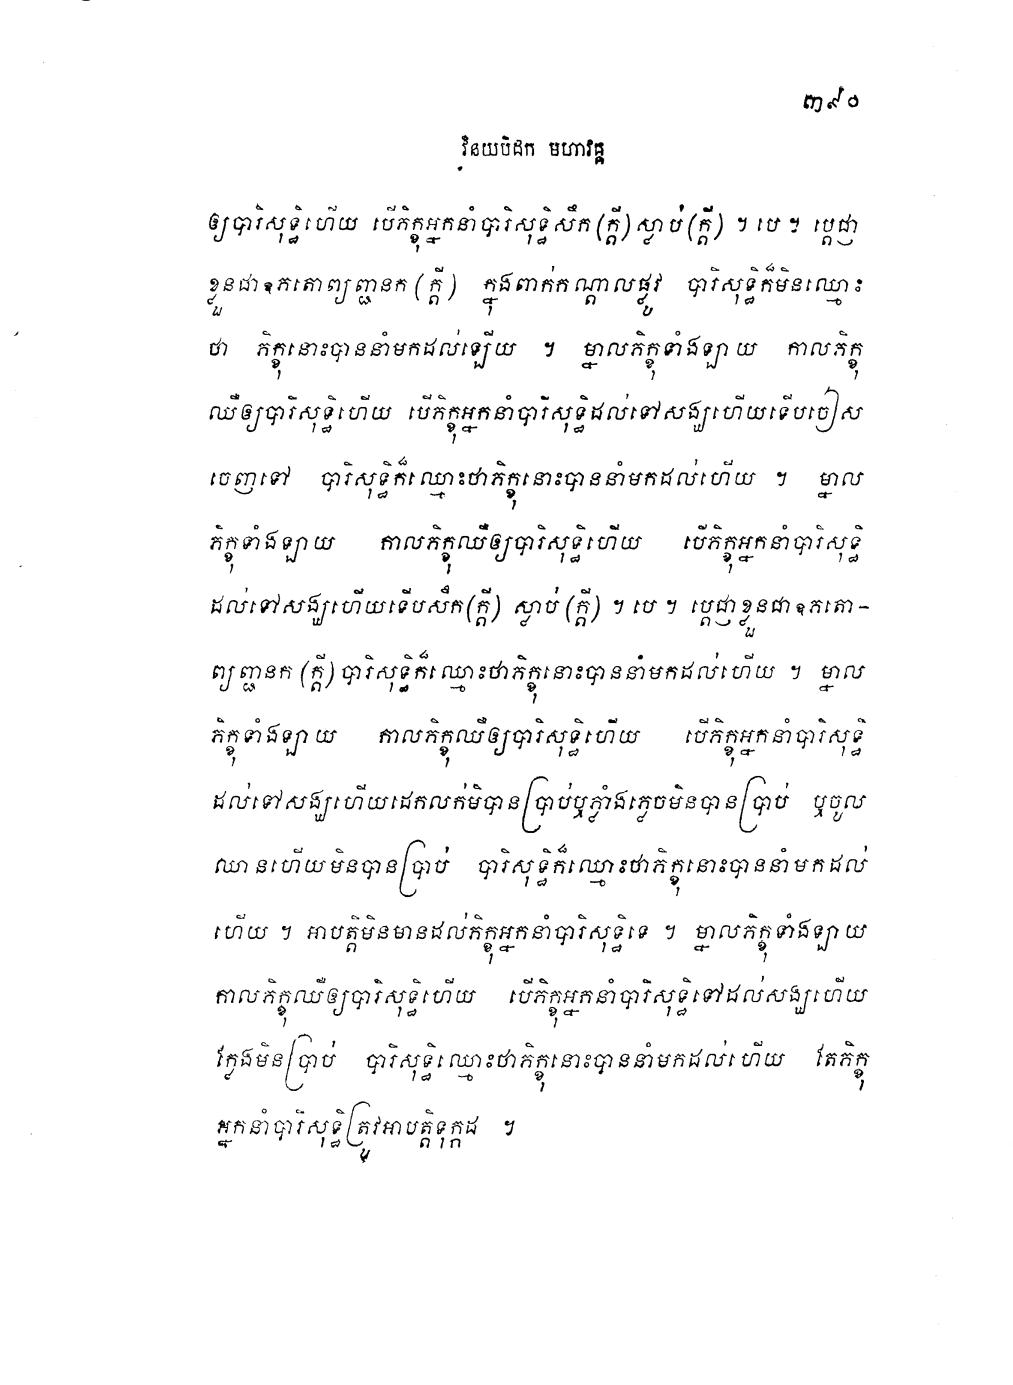 ៣៩០
វិនយបិដក មហាវគ្គ
ឲ្យបារិសុទ្ធិហើយ បើភិក្ខុអ្នកនាំបារិសុទ្ធិសឹក (ក្តី) ស្លាប់ (ក្តី) ។ បេ ។ ប្តេជ្ញា
ខ្លួនជាឧភតោព្យញ្ជនក (ក្តី) ក្នុងពាក់កណ្តាលផ្លូវ បារិសុទ្ធិក៏មិនឈ្មោះ
ថា ភិក្ខុនោះបាននាំមកដល់ឡើយ ។ ម្នាលភិក្ខុទាំងឡាយ កាលភិក្ខុ
ឈឺឲ្យបារិសុទ្ធិហើយ បើភិក្ខុអ្នកនាំបារិសុទ្ធិដល់ទៅសង្ឃហើយទើបចៀស
ចេញទៅ បារិសុទ្ធិក៏ឈ្មោះថាភិក្ខុនោះបាននាំមកដល់ហើយ ។ ម្នាល
ភិក្ខុទាំងឡាយ កាលភិក្ខុឈឺឲ្យបារិសុទ្ធិហើយ បើភិក្ខុអ្នកនាំបារិសុទ្ធិ
ដល់ទៅសង្ឃហើយទើបសឹក (ក្តី) ស្លាប់ (ក្តី) ។ បេ ។ ប្តេជ្ញាខ្លួនជាឧភតោ-
ព្យញ្ជនក (ក្តី) បារិសុទ្ធិក៏ឈ្មោះថាភិក្ខុនោះបាននាំមកដល់ហើយ ។ ម្នាល
ភិក្ខុទាំងឡាយ កាលភិក្ខុឈឺឲ្យបារិសុទ្ធិហើយ បើភិក្ខុអ្នកនាំបារិសុទ្ធិ
ដល់ទៅសង្ឃហើយដេកលក់មិបានប្រាប់ឬភ្លាំងភ្លេចមិនបានប្រាប់ ឬចូល
ឈានហើយមិនបានប្រាប់ បារិសុទ្ធិក៏ឈ្មោះថាភិក្ខុនោះបាននាំមកដល់
ហើយ ។ អាបត្តិមិនមានដល់ភិក្ខុអ្នកនាំបារិសុទ្ធិទេ ។ ម្នាលភិក្ខុទាំងឡាយ
កាលភិក្ខុឈឺឲ្យបារិសុទ្ធិហើយ បើភិក្ខុអ្នកនាំបារិសុទ្ធិទៅដល់សង្ឃហើយ
ក្លែងមិនប្រាប់ បារិសុទ្ធិឈ្មោះថាភិក្ខុនោះបាននាំមកដល់ហើយ តែភិក្ខុ
អ្នកនាំបារិសុទ្ធិត្រូវអាបត្តិទុក្កដ ។